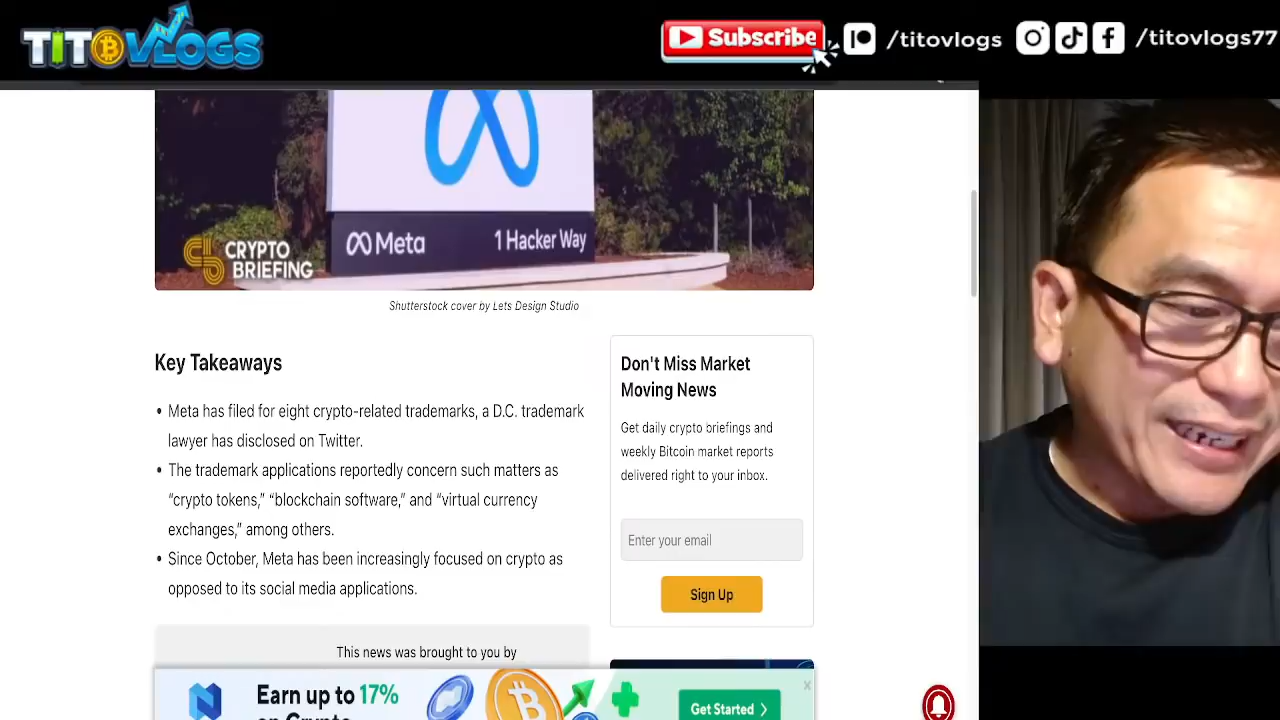 TITOVLOGS
Subscribe
/titovlogs
/titovlogs77
Meta
1 Hacker Way
CRYPTO
BRIEFING
Shutterstock cover by Lets Design Studio
Key Takeaways
• Meta has filed for eight crypto-related trademarks, a D.C. trademark
lawyer has disclosed on Twitter.
• The trademark applications reportedly concern such matters as
“crypto tokens,” “blockchain software,” and “virtual currency
exchanges,” among others.
• Since October, Meta has been increasingly focused on crypto as
opposed to its social media applications.
This news was brought to you by
Don't Miss Market
Moving News
Get daily crypto briefings and
weekly Bitcoin market reports
delivered right to your inbox.
Enter your email
Sign Up
Earn up to 17%
on Crypto
Get Started >
x